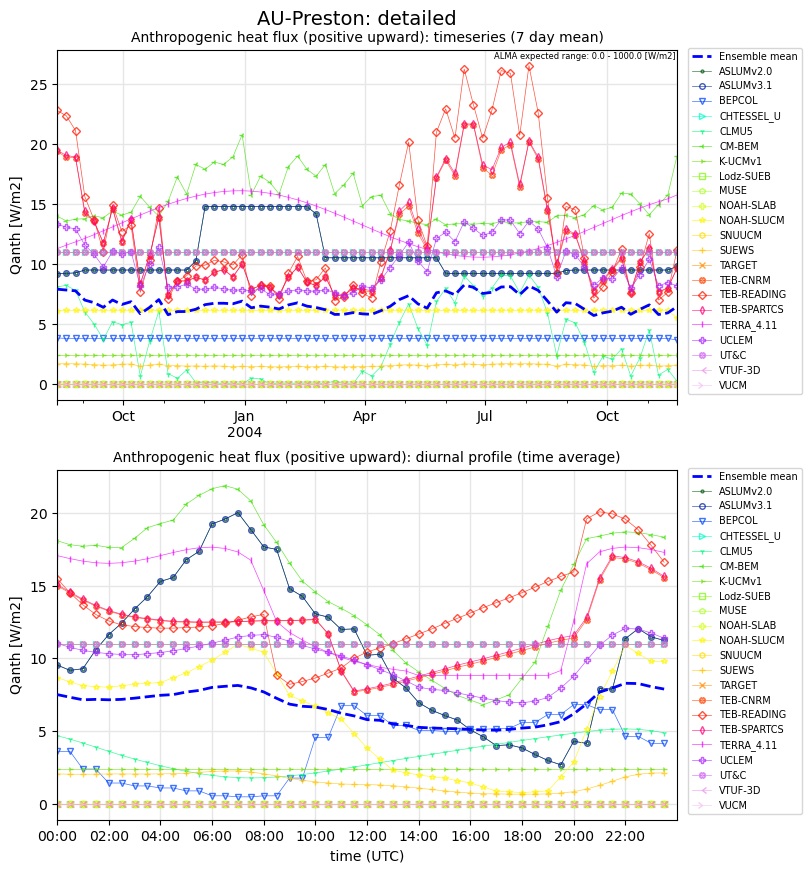 AU-Preston: detailed
Anthropogenic heat flux (positive upward): timeseries (7 day mean)
ALMA expected range: 0.0 - 1000.0 [W/m2]
Qanth [W/m2]
25
20
15
10
5
0
Oct
Jan
2004
Apr
Jul
Oct
Ensemble mean
ASLUMv2.0
ASLUMv3.1
BEPCOL
CHTESSEL_U
CLMU5
CM-BEM
K-UCMv1
Lodz-SUEB
MUSE
NOAH-SLAB
NOAH-SLUCM
SNUUCM
SUEWS
TARGET
TEB-CNRM
TEB-READING
TEB-SPARTCS
TERRA_4.11
UCLEM
UT&C
VTUF-3D
VUCM
Anthropogenic heat flux (positive upward): diurnal profile (time average)
Qanth [W/m2]
20
15
10
5
0
00:00
02:00
04:00
06:00
08:00
10:00
12:00
14:00
16:00
18:00
20:00
22:00
time (UTC)
Ensemble mean
ASLUMv2.0
ASLUMv3.1
BEPCOL
CHTESSEL_U
CLMU5
CM-BEM
K-UCMv1
Lodz-SUEB
MUSE
NOAH-SLAB
NOAH-SLUCM
SNUUCM
SUEWS
TARGET
TEB-CNRM
TEB-READING
TEB-SPARTCS
TERRA_4.11
UCLEM
UT&C
VTUF-3D
VUCM